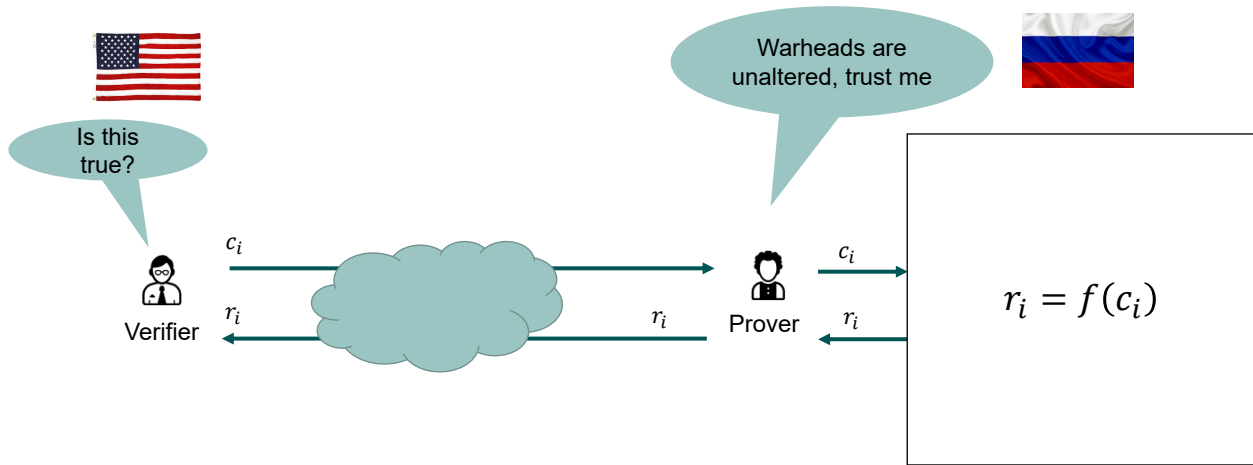 Warheads are
unaltered, trust me
Is this
true?
c_i
c_i
r_i = f(c_i)
r_i
r_i
r_i
Verifier
Prover